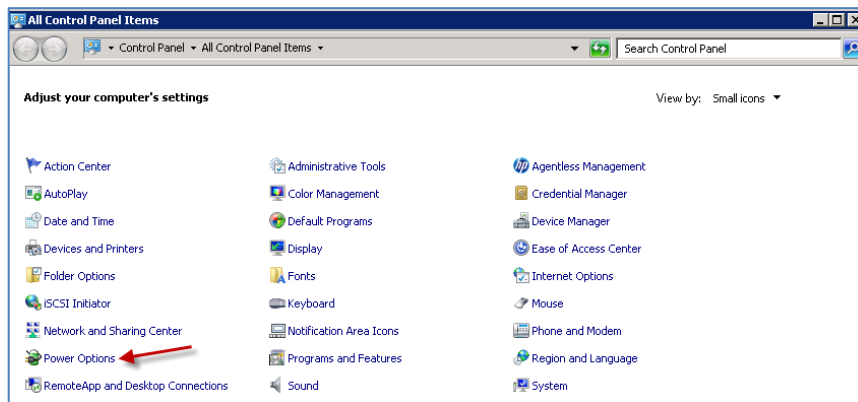 All Control Panel Items
Control Panel All Control Panel Items Search Control Panel
Adjust your computer's settings View by: Small icons
Action Center Administrative Tools Agentless Management
AutoPlay Color Management Credential Manager
Date and Time Default Programs Device Manager
Devices and Printers Display Ease of Access Center
Folder Options Fonts Internet Options
iSCSI Initiator Keyboard Mouse
Network and Sharing Center Notification Area Icons Phone and Modem
Power Options Programs and Features Region and Language
RemoteApp and Desktop Connections Sound System